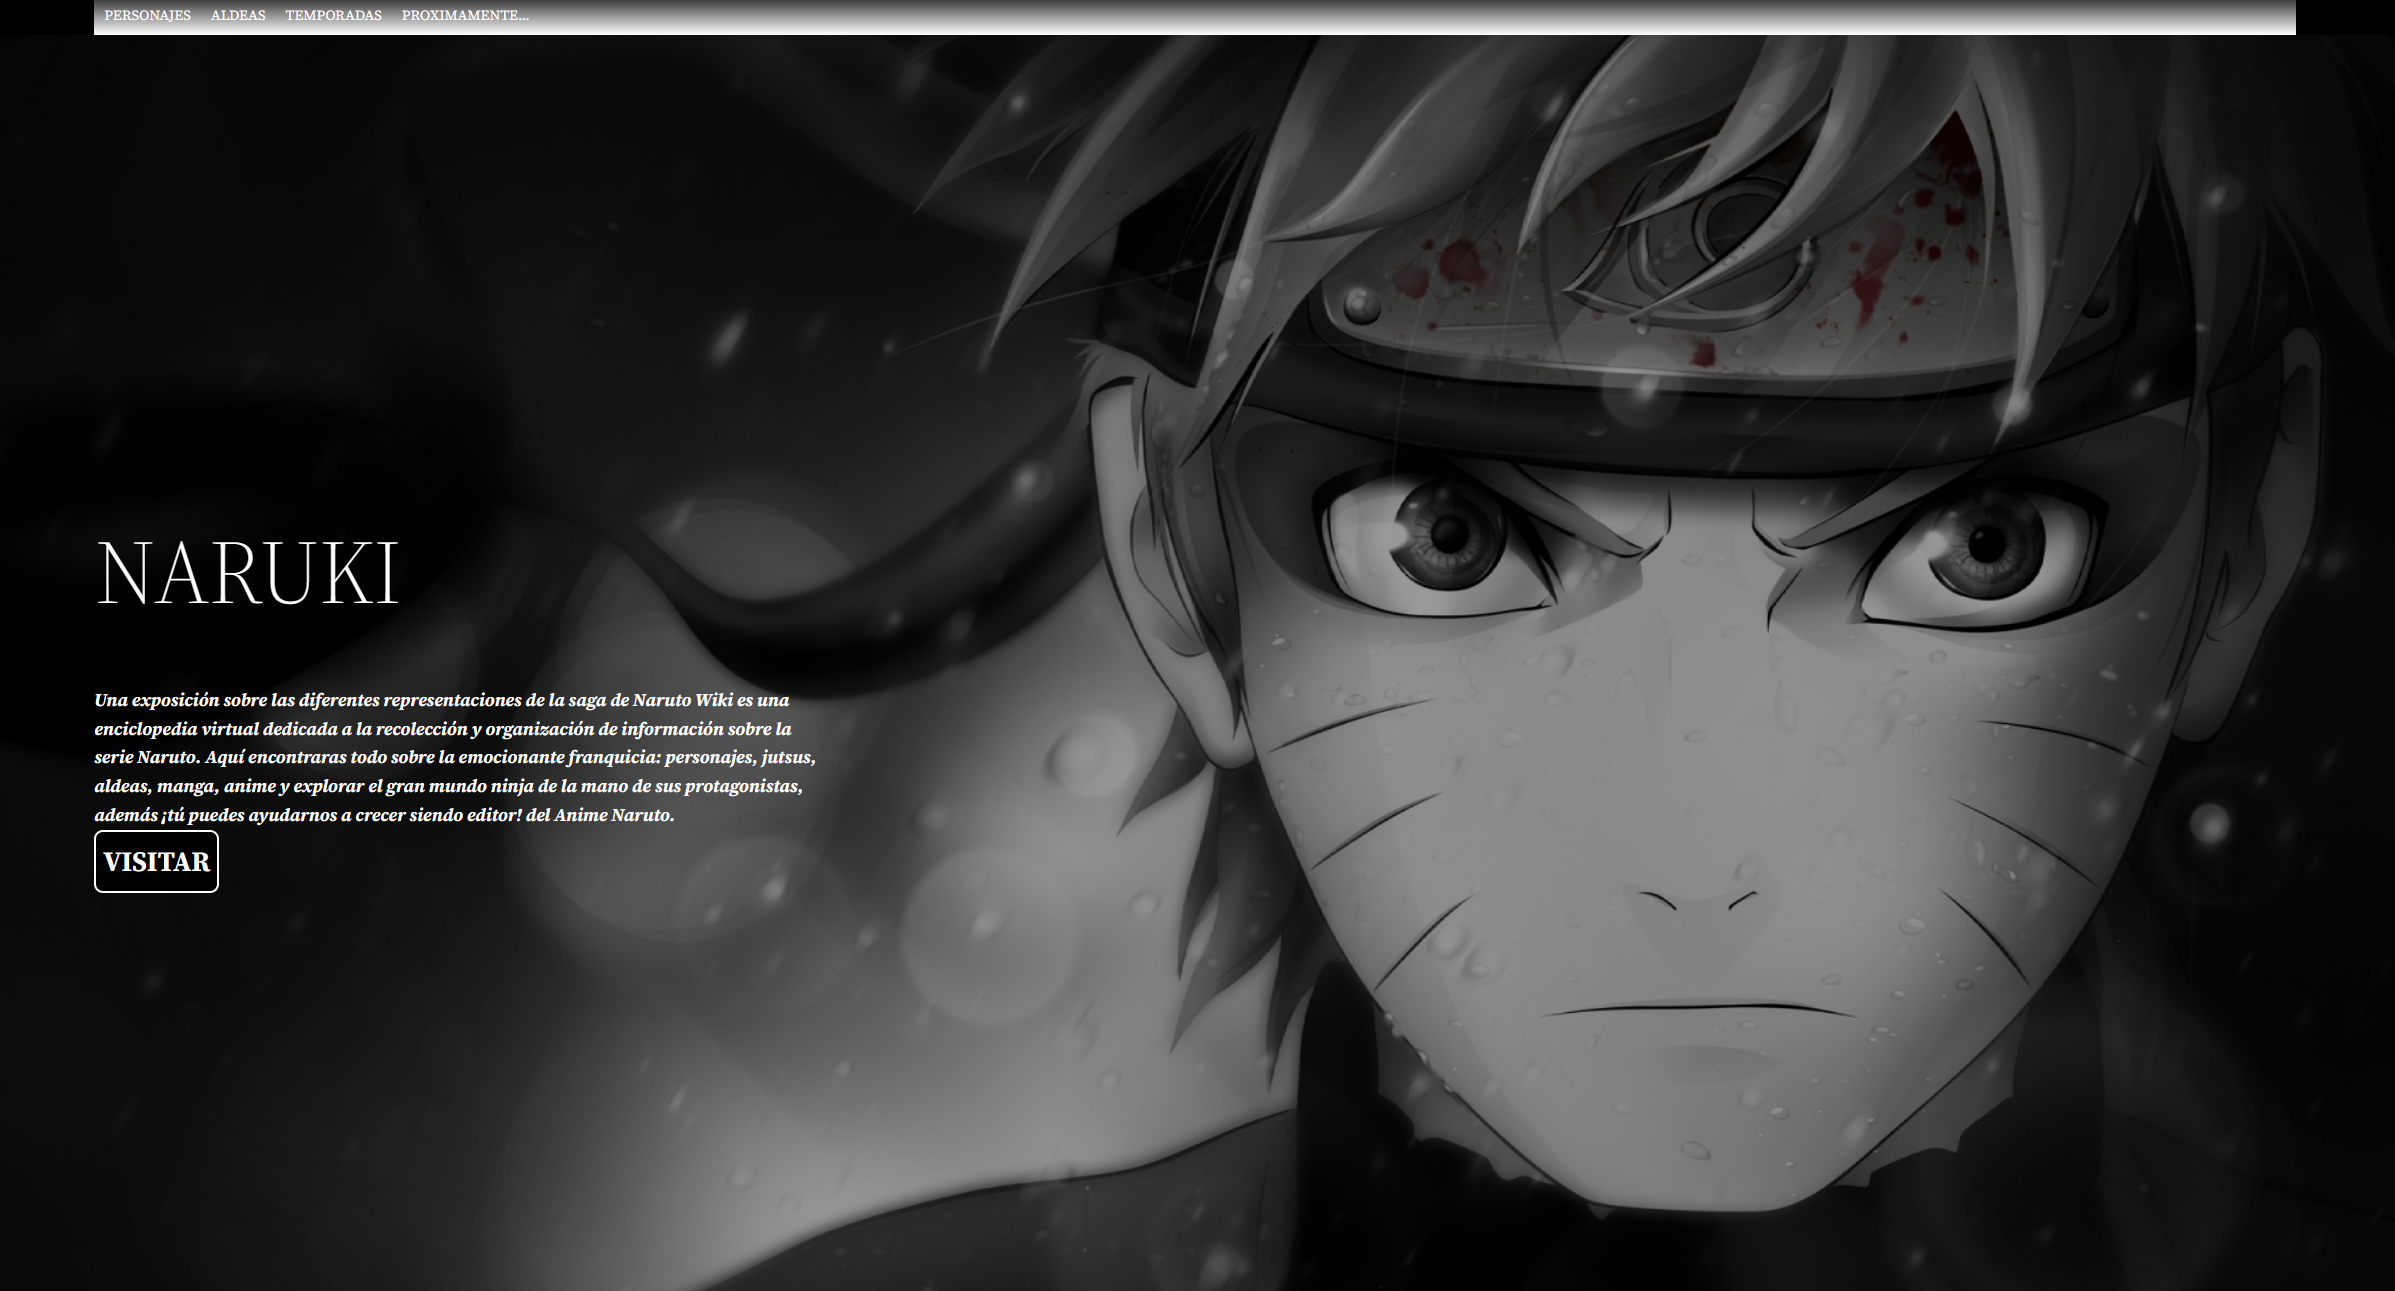 PERSONAJES ALDEAS TEMPORADAS PROXIMAMENTE...
NARUKI
Una exposición sobre las diferentes representaciones de la saga de Naruto Wiki es una
enciclopedia virtual dedicada a la recolección y organización de información sobre la
serie Naruto. Aquí encontraras todo sobre la emocionante franquicia: personajes, jutsus,
aldeas, manga, anime y explorar el gran mundo ninja de la mano de sus protagonistas,
además ¡tú puedes ayudarnos a crecer siendo editor! del Anime Naruto.
VISITAR